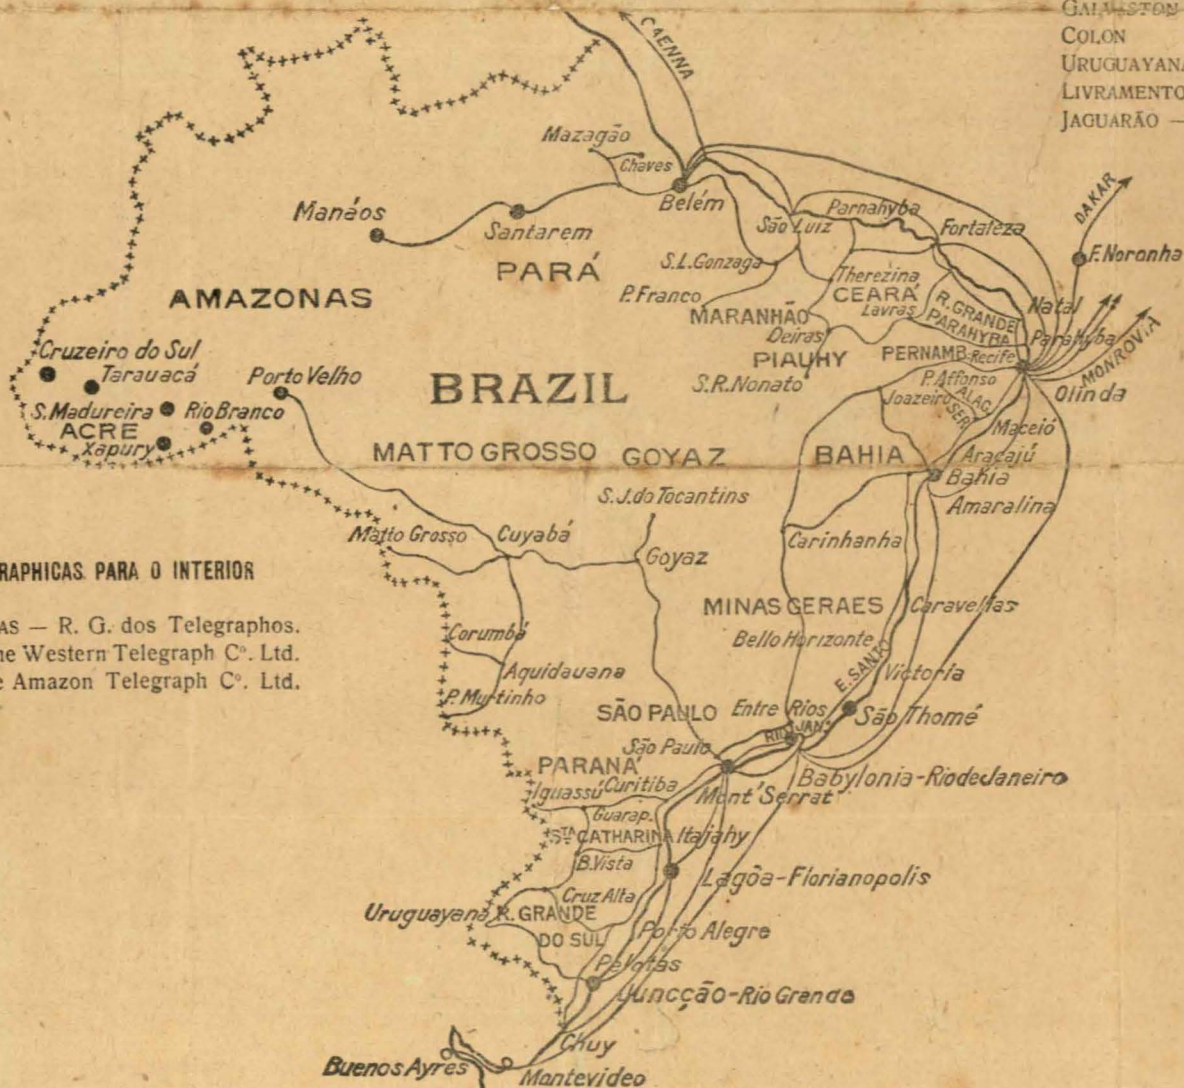 GALVESTON
COLON
URUGUAYANA
LIVRAMENTO
JAGUARÃO —
CAENNA
Mazagão
Chaves
Belém
Manáos
Santarem
PARÁ
AMAZONAS
São Luiz
Parnahyba
Fortaleza
DAKAR
F. Noronha
S.L.Gonzaga
P. Franco
Therezina
CEARÁ
Lavras
R. GRANDE
Natal
MARANHÃO
PARAHYBA
Parahyba
MONROVIA
Oeiras
PIAUHY
PERNAMB.
Recife
Olinda
Cruzeiro do Sul
Tarauacá
Porto Velho
BRAZIL
S.R.Nonato
P. Affonso
Joazeiro
ALAG.
SER.
S. Madureira
Rio Branco
ACRE
Xapury
Maceió
MATTO GROSSO
GOYAZ
BAHIA
Aracajú
Bahia
S.J.do Tocantins
Amaralina
Matto Grosso
Cuyabá
Goyaz
Carinhanha
RAPHICAS PARA O INTERIOR
AS — R. G. dos Telegraphos.
he Western Telegraph Cº. Ltd.
e Amazon Telegraph Cº. Ltd.
MINAS GERAES
Caravellas
Corumbá
Bello Horizonte
Aquidauana
E. SANTO
Victoria
P. Murtinho
SÃO PAULO
Entre Rios
São Thomé
RIO JAN.
São Paulo
PARANÁ
Babylonia-Rio de Janeiro
Iguassú
Curitiba
Mont'Serrat
Guarap.
STA CATHARINA
Itajahy
B. Vista
Lagôa-Florianopolis
Cruz Alta
Uruguayana
R. GRANDE
DO SUL
Porto Alegre
Pelotas
Juncção-Rio Grande
Chuy
Buenos Ayres
Montevideo